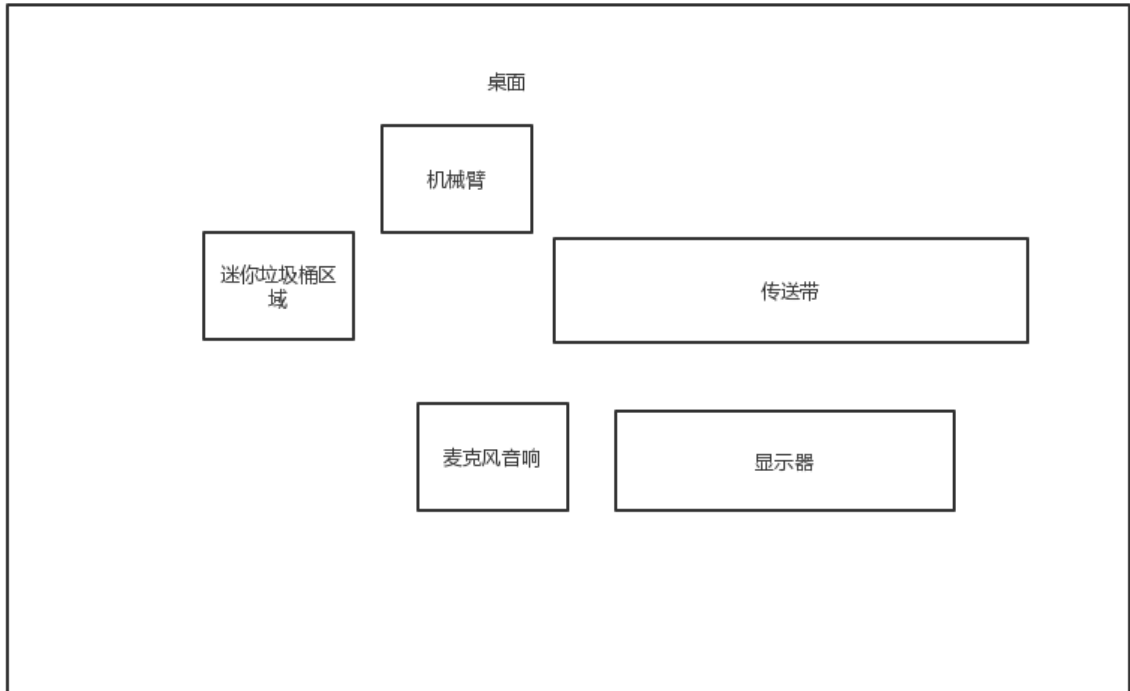 桌面
机械臂
迷你垃圾桶区
域
传送带
麦克风音响
显示器